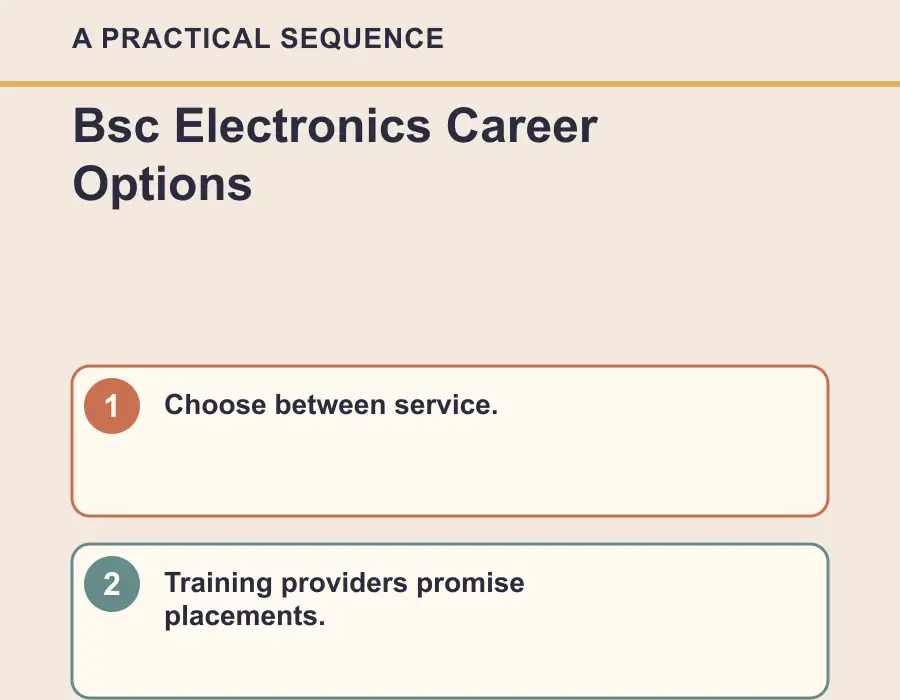 A PRACTICAL SEQUENCE
Bsc Electronics Career
Options
1
Choose between service.
2
Training providers promise
placements.